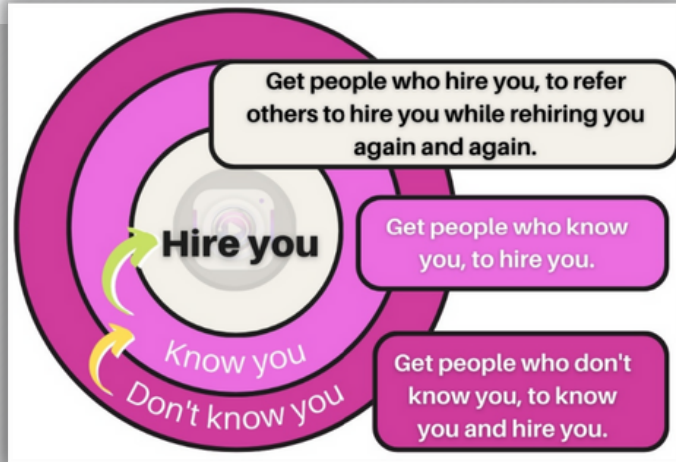 Get people who hire you, to refer
others to hire you while rehiring you
again and again.
Hire you
Get people who know
you, to hire you.
Know you
Don't know you
Get people who don't
know you, to know
you and hire you.